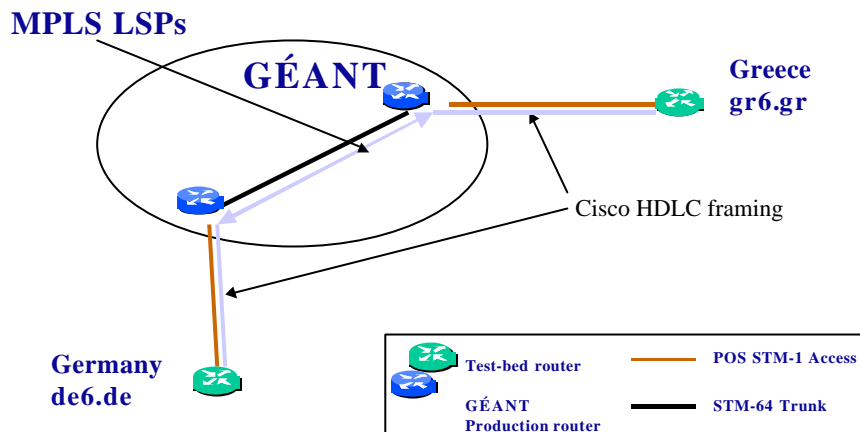 MPLS LSPs
GÉANT
Greece
gr6.gr
Cisco HDLC framing
Germany
de6.de
Test-bed router
POS STM-1 Access
GÉANT
Production router
STM-64 Trunk